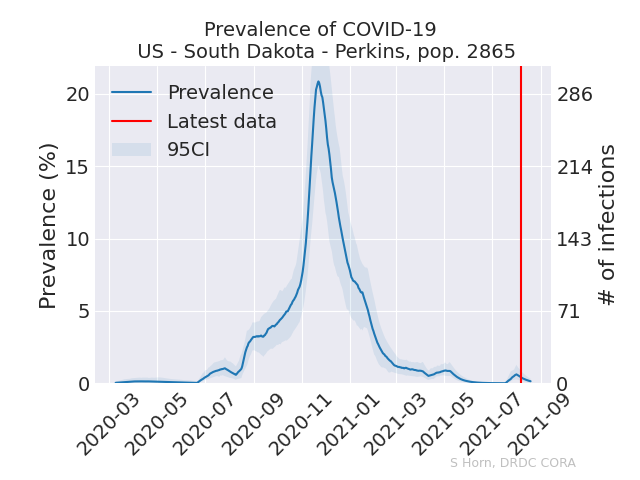 Prevalence of COVID-19
US - South Dakota - Perkins, pop. 2865
Prevalence
Latest data
95CI
Prevalence (%)
20
15
10
5
0
286
214
143
71
0
# of infections
2020-03
2020-05
2020-07
2020-09
2020-11
2021-01
2021-03
2021-05
2021-07
2021-09
S Horn, DRDC CORA